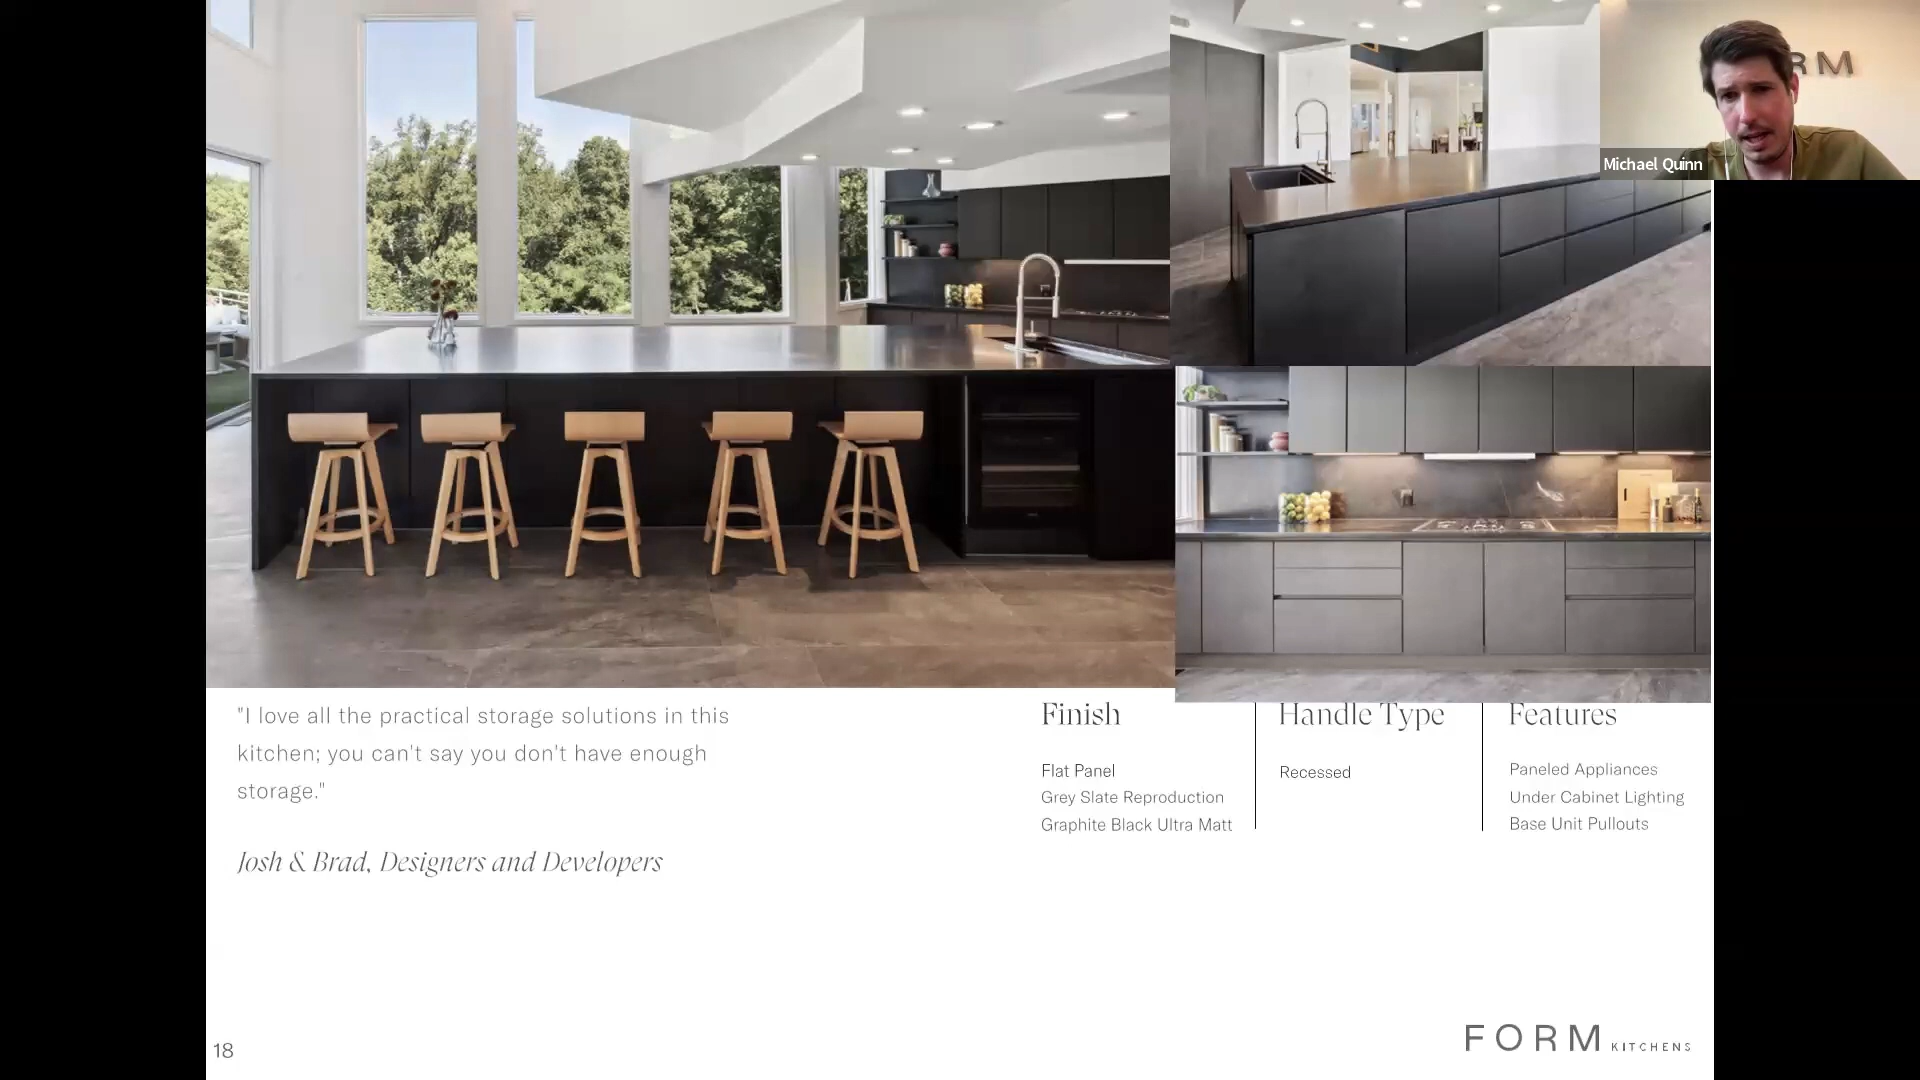 RM
Michael Quinn
"I love all the practical storage solutions in this
kitchen; you can't say you don't have enough
storage."
Josh & Brad, Designers and Developers
Finish
Flat Panel
Grey Slate Reproduction
Graphite Black Ultra Matt
Handle Type
Recessed
Features
Paneled Appliances
Under Cabinet Lighting
Base Unit Pullouts
18
FORM KITCHENS